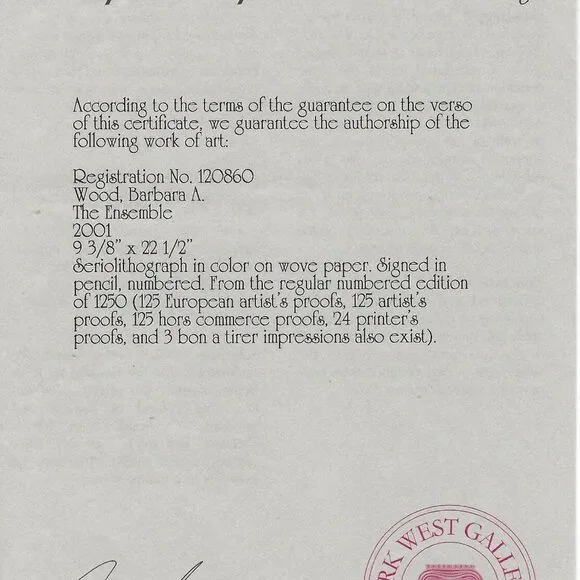 According to the terms of the guarantee on the verso
of this certificate, we guarantee the authorship of the
following work of art:
Registration No. 120860
Wood, Barbara A.
The Ensemble
2001
9 3/8" x 22 1/2"
Seriolithograph in color on wove paper. Signed in
pencil, numbered. From the regular numbered edition
of 1250 (125 European artist's proofs, 125 artist's
proofs, 125 hors commerce proofs, 24 printer's
proofs, and 3 bon a tirer impressions also exist).
WEST